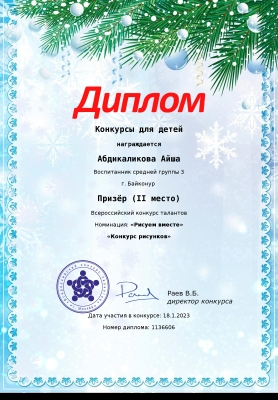 Диплом
Конкурсы для детей
награждается
Абдикаликова Айша
Воспитанник средней группы 3
г. Байконур
Призёр (II место)
Всероссийский конкурс талантов
Номинация: «Рисуем вместе»
«Конкурс рисунков»
Раев В.Б.
директор конкурса
Дата участия в конкурсе: 18.1.2023
Номер диплома: 1136606